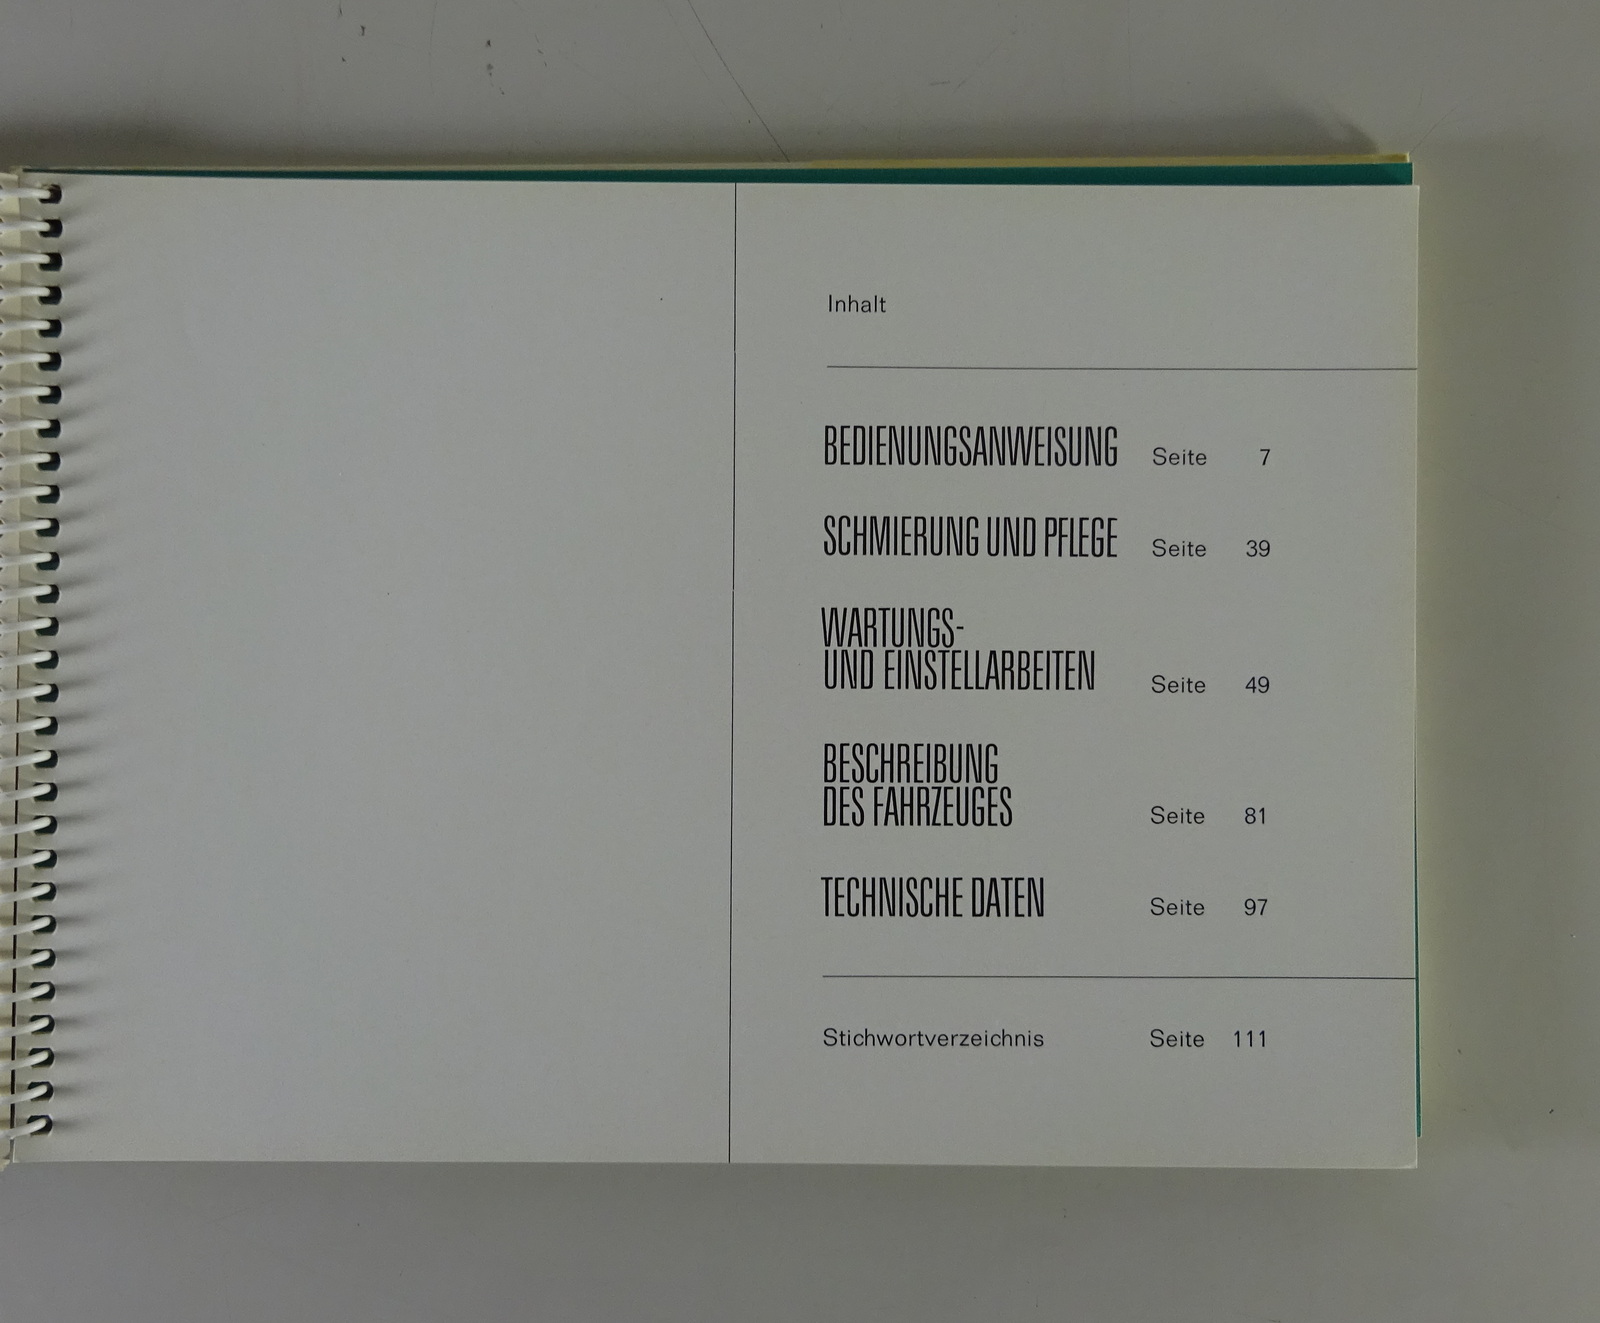 Inhalt
BEDIENUNGSANWEISUNG Seite 7
SCHMIERUNG UND PFLEGE Seite 39
WARTUNGS-
UND EINSTELLARBEITEN Seite 49
BESCHREIBUNG
DES FAHRZEUGES Seite 81
TECHNISCHE DATEN Seite 97
Stichwortverzeichnis Seite 111